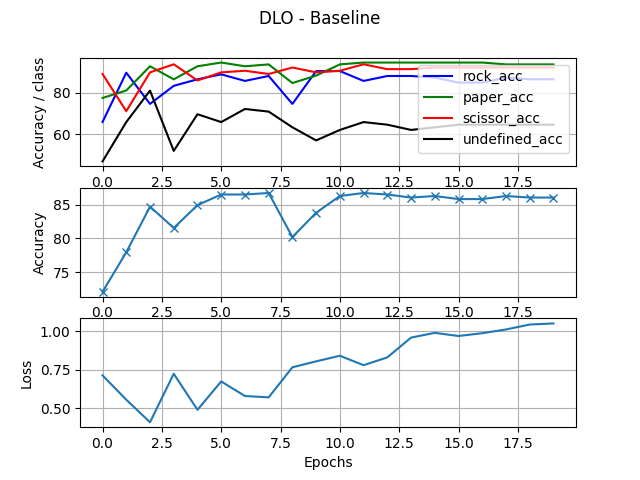 DLO - Baseline
Accuracy / class
80
60
rock_acc
paper_acc
scissor_acc
undefined_acc
0.0 2.5 5.0 7.5 10.0 12.5 15.0 17.5
Accuracy
85
80
75
0.0 2.5 5.0 7.5 10.0 12.5 15.0 17.5
Loss
1.00
0.75
0.50
0.0 2.5 5.0 7.5 10.0 12.5 15.0 17.5
Epochs